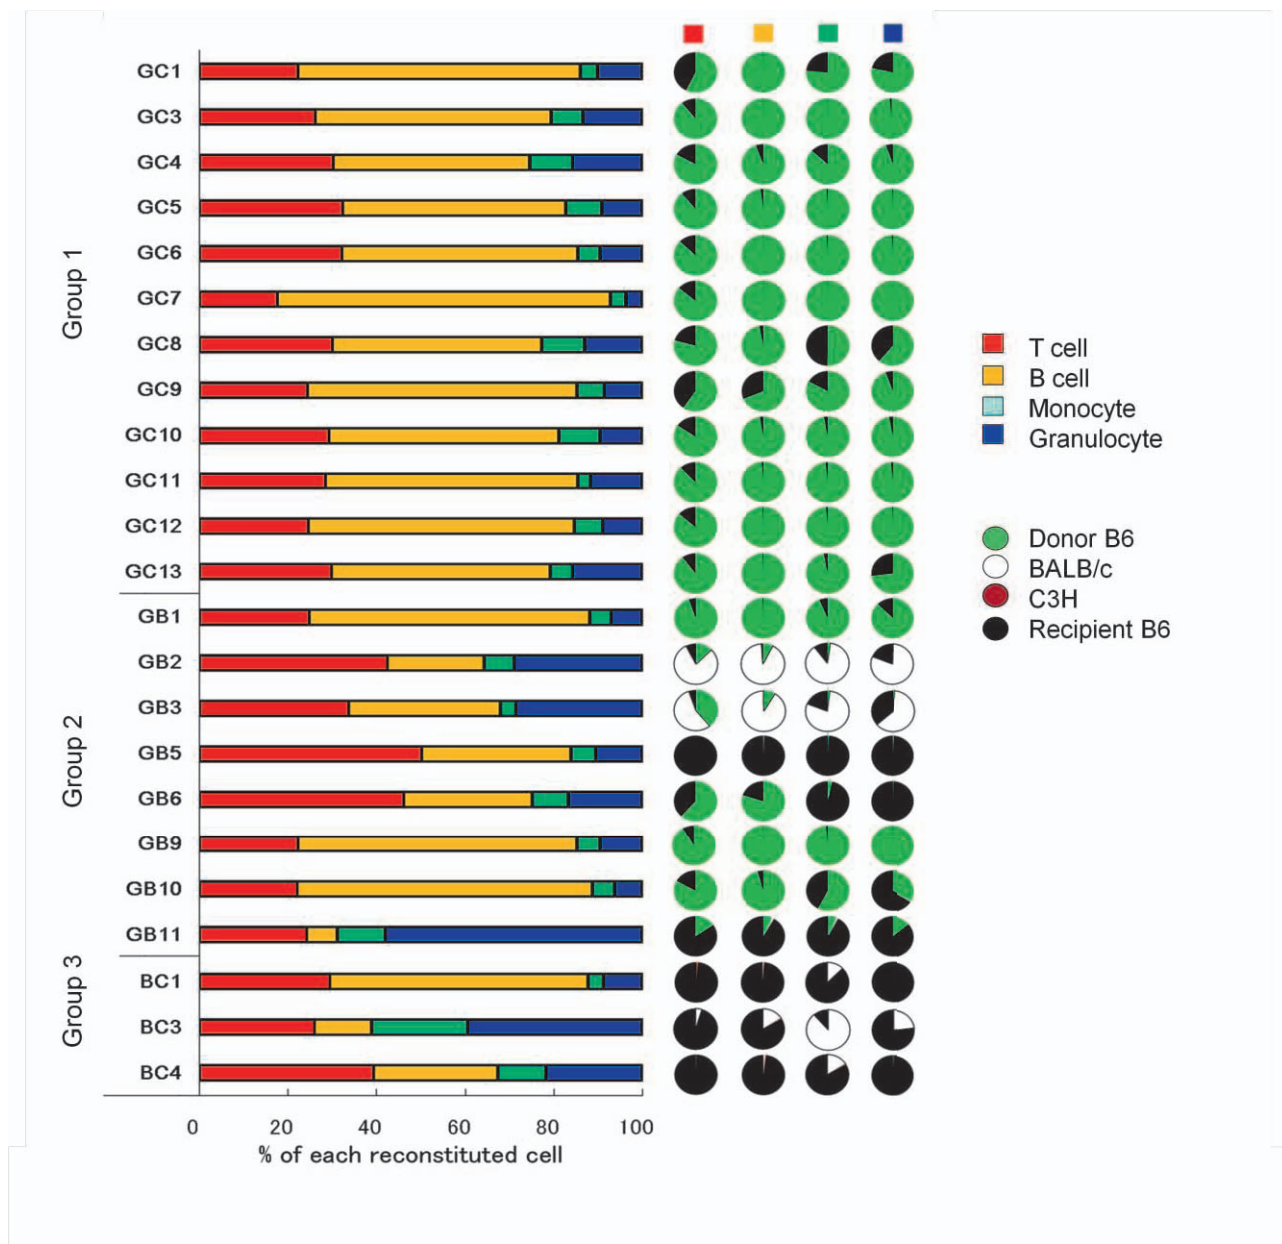 GC1
GC3
GC4
GC5
GC6
GC7
GC8
GC9
GC10
GC11
GC12
GC13
GB1
GB2
GB3
GB5
GB6
GB9
GB10
GB11
BC1
BC3
BC4
Group 1
Group 2
Group 3
0 20 40 60 80 100
% of each reconstituted cell
T cell
B cell
Monocyte
Granulocyte
Donor B6
BALB/c
C3H
Recipient B6